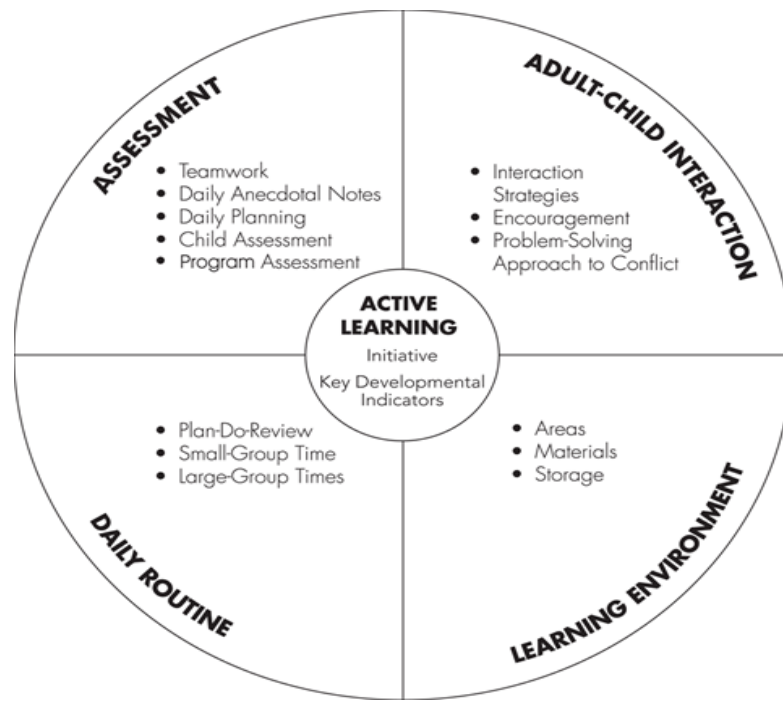 ASSESSMENT
• Teamwork
• Daily Anecdotal Notes
• Daily Planning
• Child Assessment
• Program Assessment
ADULT-CHILD INTERACTION
• Interaction
Strategies
• Encouragement
• Problem-Solving
Approach to Conflict
ACTIVE
LEARNING
Initiative
Key Developmental
Indicators
DAILY ROUTINE
• Plan-Do-Review
• Small-Group Time
• Large-Group Times
LEARNING ENVIRONMENT
• Areas
• Materials
• Storage